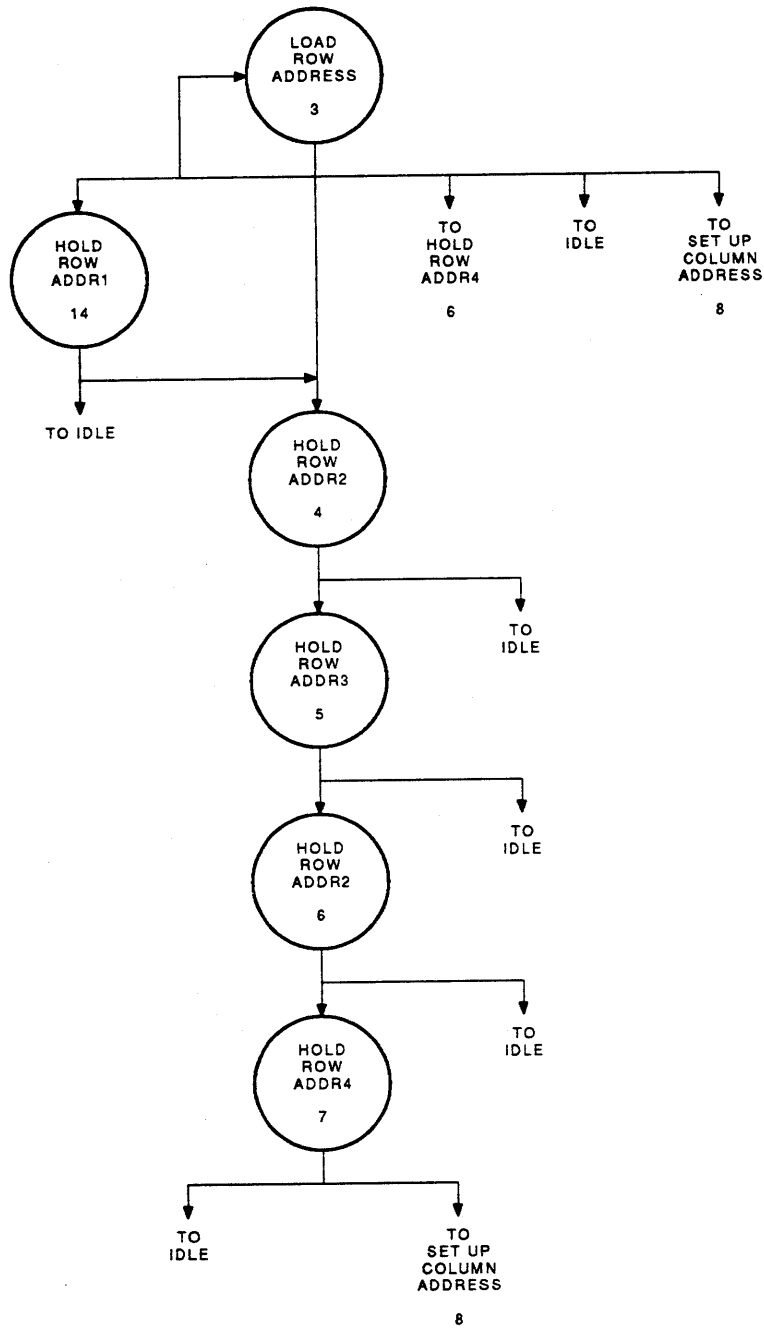 LOAD
ROW
ADDRESS
3
HOLD
ROW
ADDR1
14
TO
HOLD
ROW
ADDR4
6
TO
IDLE
TO
SET UP
COLUMN
ADDRESS
8
TO IDLE
HOLD
ROW
ADDR2
4
TO
IDLE
HOLD
ROW
ADDR3
5
TO
IDLE
HOLD
ROW
ADDR2
6
TO
IDLE
HOLD
ROW
ADDR4
7
TO
IDLE
TO
SET UP
COLUMN
ADDRESS
8